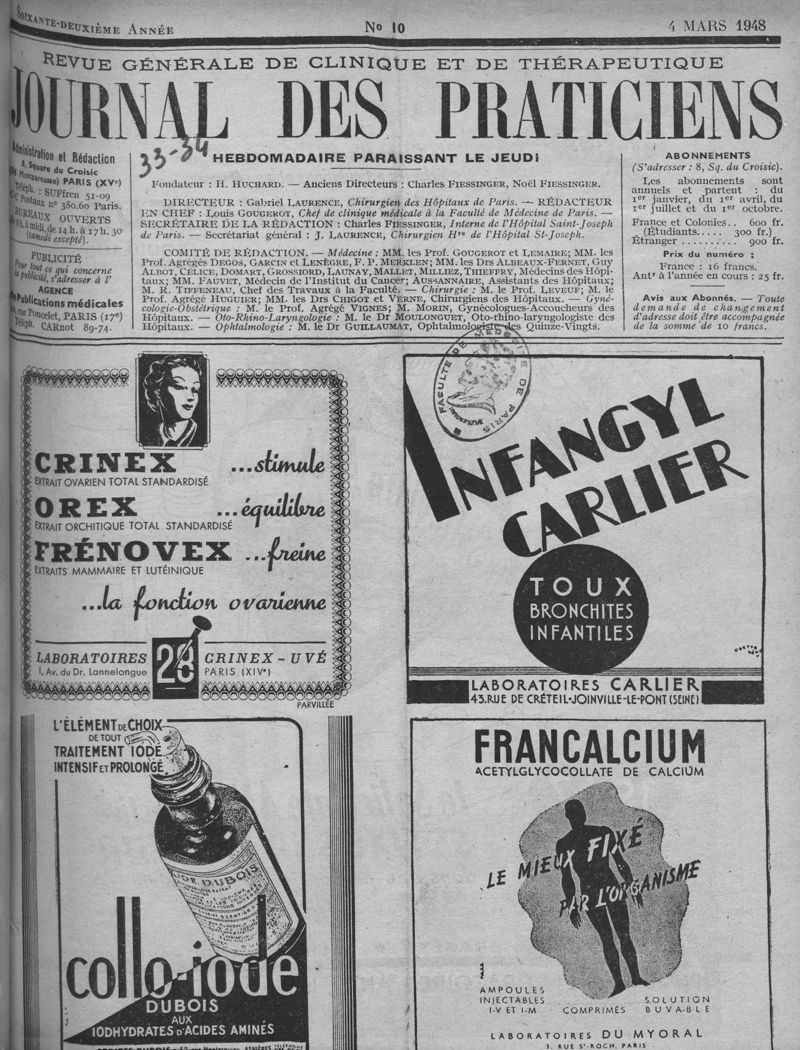 SOIXANTE-DEUXIÈME ANNÉE
No 10
4 MARS 1948
REVUE GÉNÉRALE DE CLINIQUE ET DE THÉRAPEUTIQUE
JOURNAL DES PRATICIENS
33-34
HEBDOMADAIRE PARAISSANT LE JEUDI
Administration et Rédaction
8, Square du Croisic
PARIS (XVe)
Téleph. : SUFfren 51-09
Ch. Postaux no 380.60 Paris.
BUREAUX OUVERTS
à midi, de 14 h. à 17 h. 30
(samedi excepté).
PUBLICITÉ
Pour tout ce qui concerne
la publicité, s'adresser à l'
AGENCE
de Publications médicales
rue Poncelet, PARIS (17e)
Téléph. CARnot 89-74.
Fondateur : H. HUCHARD. — Anciens Directeurs : Charles FIESSINGER, Noël FIESSINGER.
DIRECTEUR : Gabriel LAURENCE, Chirurgien des Hôpitaux de Paris. — RÉDACTEUR
EN CHEF : Louis GOUGEROT, Chef de clinique médicale à la Faculté de Médecine de Paris. —
SECRÉTAIRE DE LA RÉDACTION : Charles FIESSINGER, Interne de l'Hôpital Saint-Joseph
de Paris. — Secrétariat général : J. LAURENCE, Chirurgien Hre de l'Hôpital St-Joseph.
COMITÉ DE RÉDACTION. — Médecine : MM. les Prof. GOUGEROT et LEMAIRE; MM. les
Prof. Agrégés DEGOS, GARCIN et LENÈGRE, F. P. MERKLEN; MM. les Drs ALBEAUX-FERNET, GUY
ALBOT, CÉLICE, DOMART, GROSSIORD, LAUNAY, MALLET, MILLIEZ, THIEFFRY, Médecins des Hôpi-
taux; MM. FAUVET, Médecin de l'Institut du Cancer; AUSSANNAIRE, Assistants des Hôpitaux;
M. R. TIFFENEAU, Chef des Travaux à la Faculté. — Chirurgie : M. le Prof. LEVEUF; M. le
Prof. Agrégé HUGUIER; MM. les Drs CHIGOT et VERNE, Chirurgiens des Hôpitaux. — Gyné-
cologie-Obstétrique : M. le Prof. Agrégé VIGNES; M. MORIN, Gynécologues-Accoucheurs des
Hôpitaux. — Oto-Rhino-Laryngologie : M. le Dr MOULONGUET, Oto-rhino-laryngologiste des
Hôpitaux. — Ophtalmologie : M. le Dr GUILLAUMAT, Ophtalmologiste des Quinze-Vingts.
ABONNEMENTS
(S'adresser : 8, Sq. du Croisic).
Les abonnements sont
annuels et partent : du
1er janvier, du 1er avril, du
1er juillet et du 1er octobre.
France et Colonies.. 600 fr.
(Étudiants..... 300 fr.)
Étranger .......... 900 fr.
Prix du numéro :
France : 16 francs.
Antr à l'année en cours : 25 fr.
Avis aux Abonnés. — Toute
demande de changement
d'adresse doit être accompagnée
de la somme de 10 francs.
FACULTÉ DE MÉDECINE DE PARIS
CRINEX ...stimule
EXTRAIT OVARIEN TOTAL STANDARDISÉ
OREX ...équilibre
EXTRAIT ORCHITIQUE TOTAL STANDARDISÉ
FRÉNOVEX ...freine
EXTRAITS MAMMAIRE ET LUTÉINIQUE
...la fonction ovarienne
LABORATOIRES
1, Av. du Dr. Lannelongue
28
CRINEX - UVÉ
PARIS (XIVe)
PARVILLÉE
INFANGYL
CARLIER
TOUX
BRONCHITES
INFANTILES
LABORATOIRES CARLIER
43, RUE DE CRÉTEIL-JOINVILLE-LE-PONT (SEINE)
L'ÉLÉMENT DE CHOIX
DE TOUT
TRAITEMENT IODÉ
INTENSIF ET PROLONGÉ
IODE DUBOIS
collo-iode
DUBOIS
AUX
IODHYDRATES D'ACIDES AMINÉS
FRANCALCIUM
ACETYLGLYCOCOLLATE DE CALCIUM
LE MIEUX FIXÉ
PAR L'ORGANISME
AMPOULES
INJECTABLES
I-V ET I-M
COMPRIMÉS
SOLUTION
BUVABLE
LABORATOIRES DU MYORAL
3, RUE ST-ROCH, PARIS